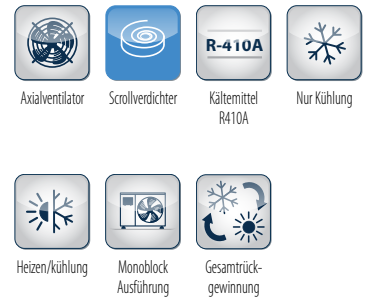 R-410A
Axialventilator
Scrollverdichter
Kältemittel
R410A
Nur Kühlung
Heizen/kühlung
Monoblock
Ausführung
Gesamtrück-
gewinnung